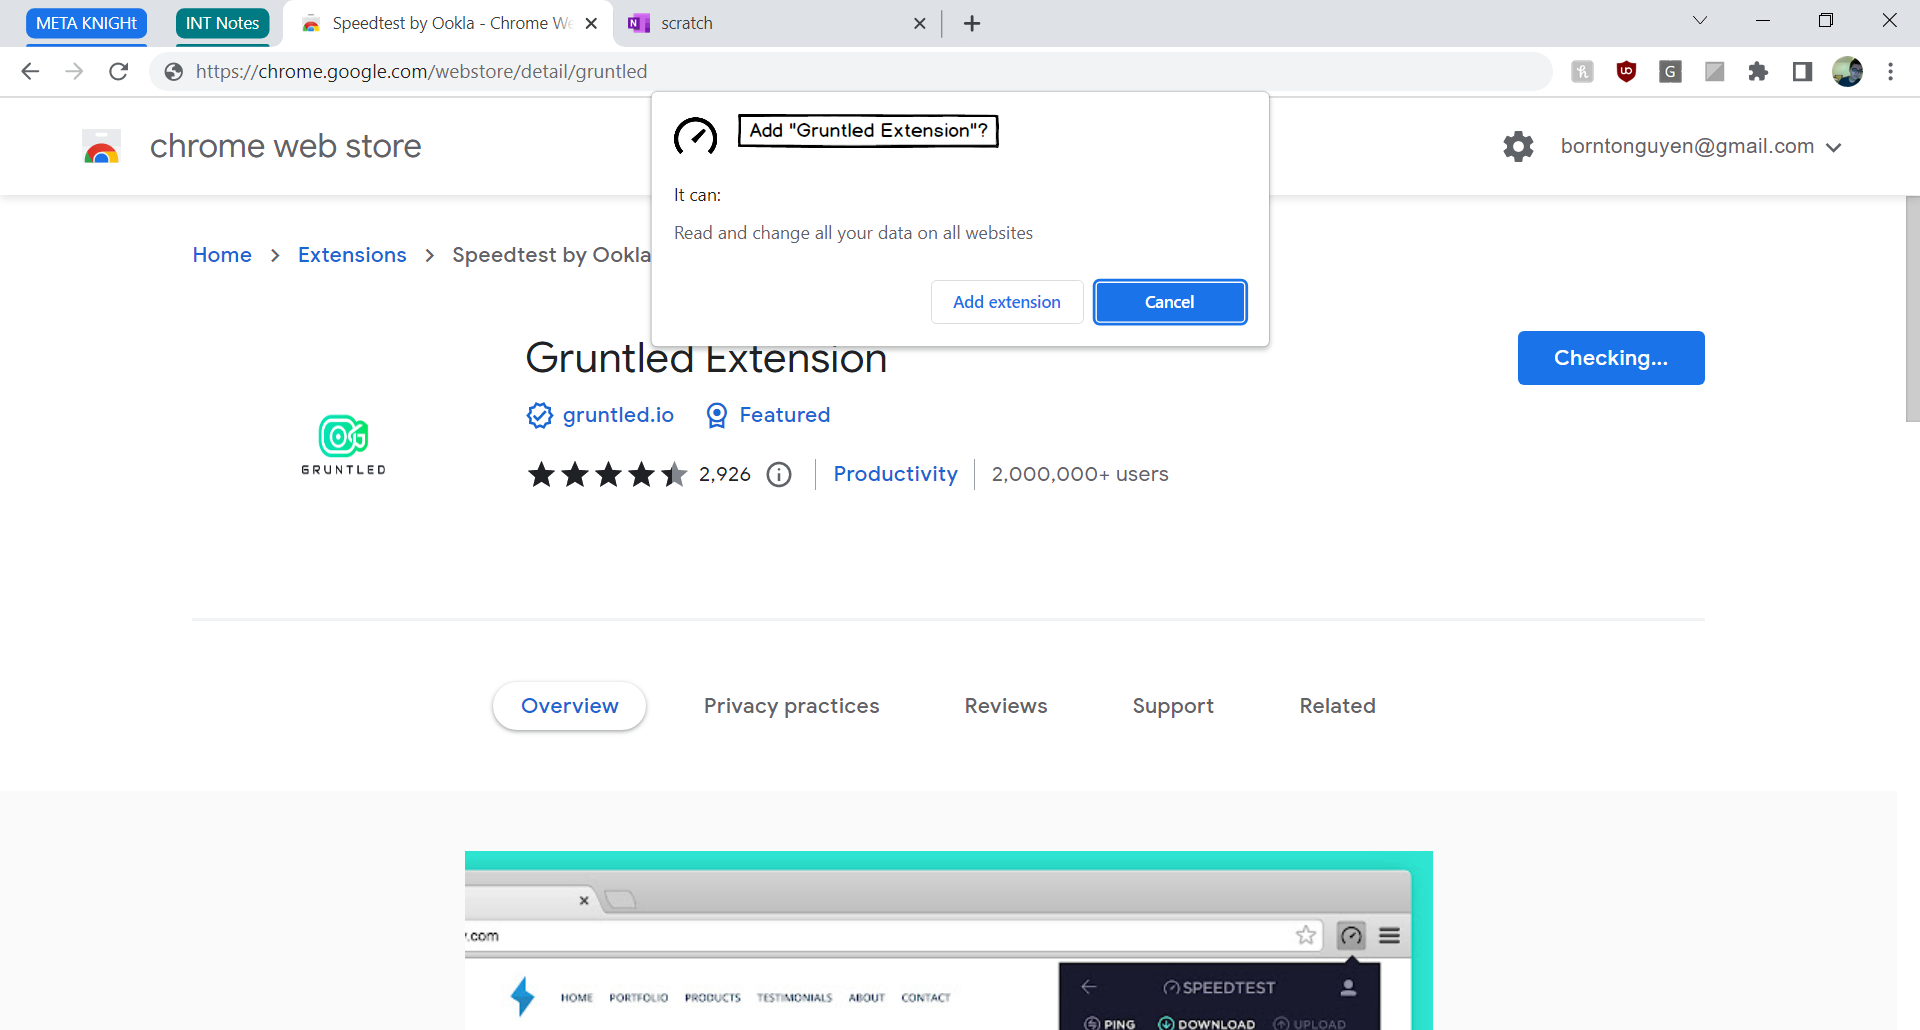 META KNIGHt
INT Notes
Speedtest by Ookla - Chrome We
scratch
https://chrome.google.com/webstore/detail/gruntled
G
chrome web store
borntonguyen@gmail.com
Add "Gruntled Extension"?
It can:
Read and change all your data on all websites
Add extension
Cancel
Home > Extensions > Speedtest by Ookla
Gruntled Extension
Checking...
gruntled.io
Featured
GRUNTLED
2,926
Productivity
2,000,000+ users
Overview
Privacy practices
Reviews
Support
Related
.com
HOME PORTFOLIO PRODUCTS TESTIMONIALS ABOUT CONTACT
SPEEDTEST
PING DOWNLOAD UPLOAD